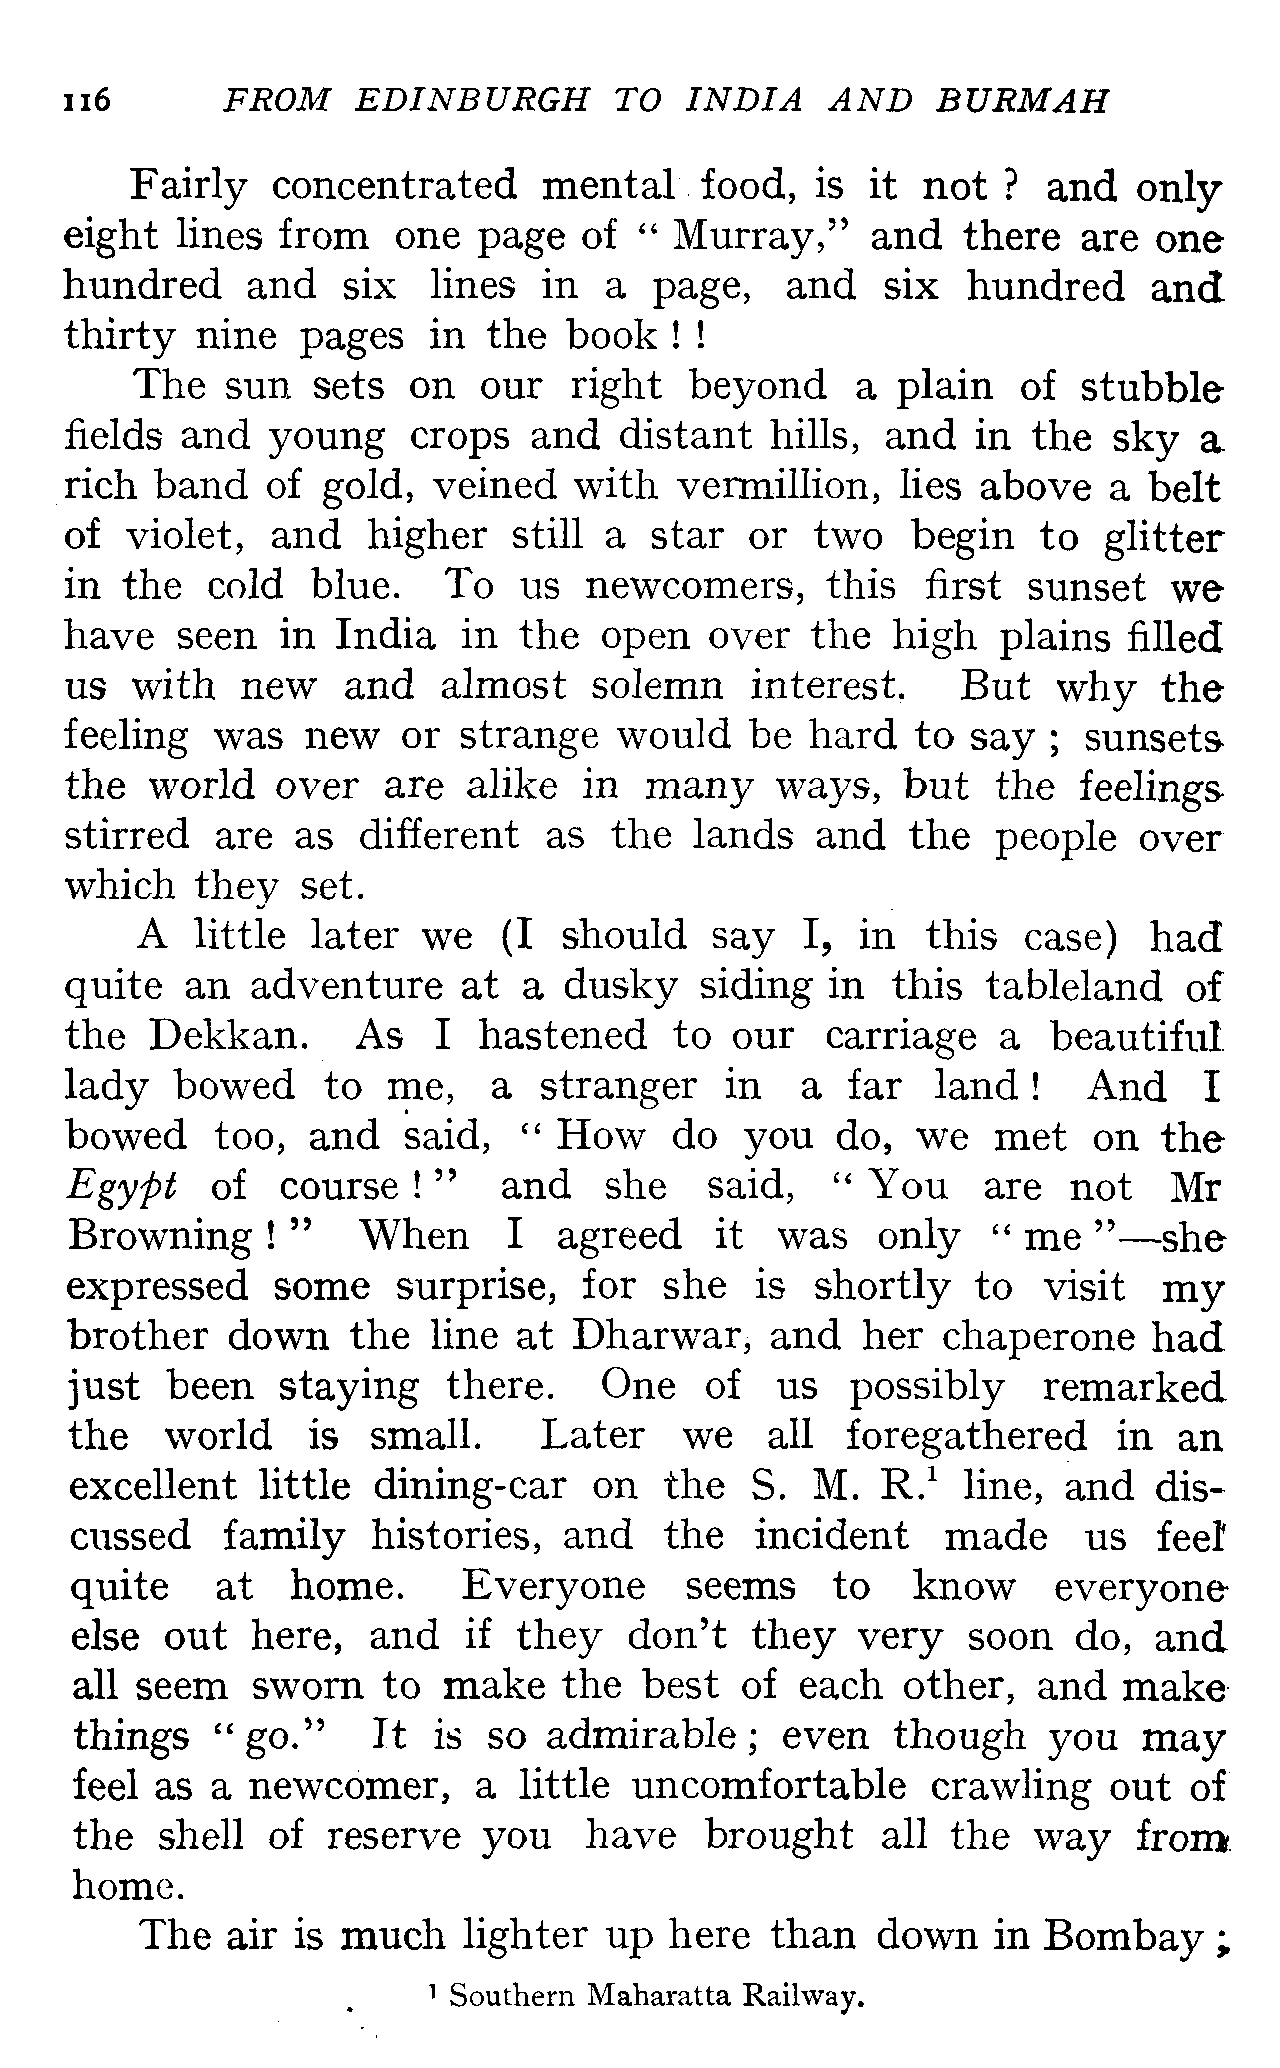 116 FROM EDINBURGH TO INDIA AND BURMAH
Fairly concentrated mental food, is it not ? and only
eight lines from one page of “ Murray,” and there are one
hundred and six lines in a page, and six hundred and
thirty nine pages in the book ! !
The sun sets on our right beyond a plain of stubble
fields and young crops and distant hills, and in the sky a
rich band of gold, veined with vermillion, lies above a belt
of violet, and higher still a star or two begin to glitter
in the cold blue. To us newcomers, this first sunset we
have seen in India in the open over the high plains filled
us with new and almost solemn interest. But why the
feeling was new or strange would be hard to say ; sunsets
the world over are alike in many ways, but the feelings
stirred are as different as the lands and the people over
which they set.
A little later we (I should say I, in this case) had
quite an adventure at a dusky siding in this tableland of
the Dekkan. As I hastened to our carriage a beautiful
lady bowed to me, a stranger in a far land ! And I
bowed too, and said, “ How do you do, we met on the
Egypt of course ! ” and she said, “ You are not Mr
Browning ! ” When I agreed it was only “ me ”—she
expressed some surprise, for she is shortly to visit my
brother down the line at Dharwar, and her chaperone had
just been staying there. One of us possibly remarked
the world is small. Later we all foregathered in an
excellent little dining-car on the S. M. R.¹ line, and dis-
cussed family histories, and the incident made us feel
quite at home. Everyone seems to know everyone
else out here, and if they don’t they very soon do, and
all seem sworn to make the best of each other, and make
things “ go.” It is so admirable ; even though you may
feel as a newcomer, a little uncomfortable crawling out of
the shell of reserve you have brought all the way from
home.
The air is much lighter up here than down in Bombay ;
¹ Southern Maharatta Railway.